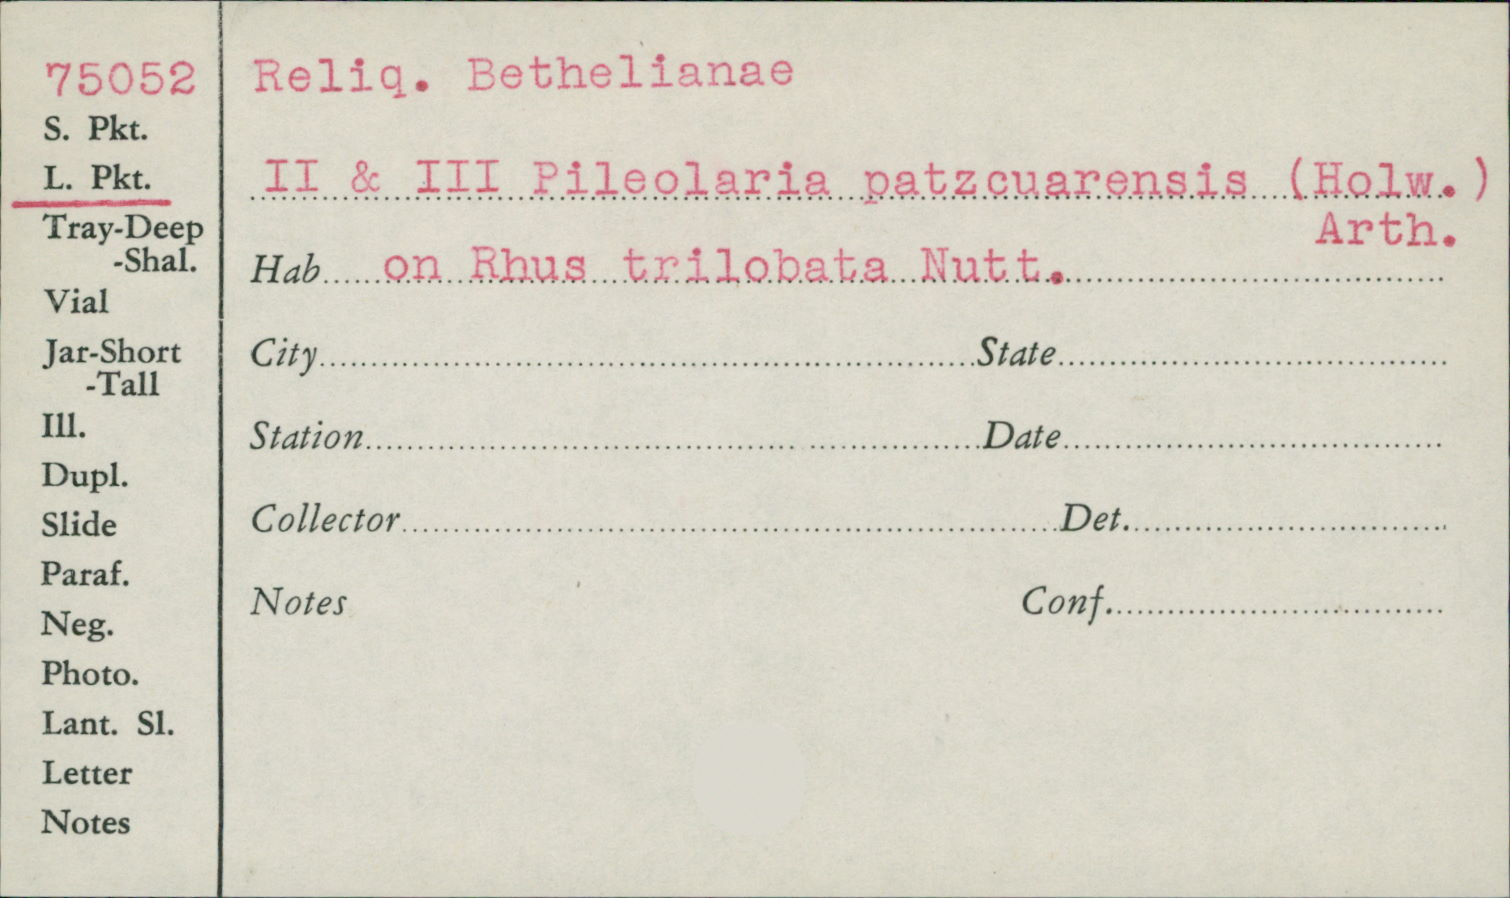 75052
S. Pkt.
L. Pkt.
Tray-Deep
-Shal.
Vial
Jar-Short
-Tall
Ill.
Dupl.
Slide
Paraf.
Neg.
Photo.
Lant. Sl.
Letter
Notes
Reliq. Bethelianae
II & III Pileolaria patzcuarensis (Holw.)
Arth.
Hab on Rhus trilobata Nutt.
City State
Station Date
Collector Det.
Notes Conf.